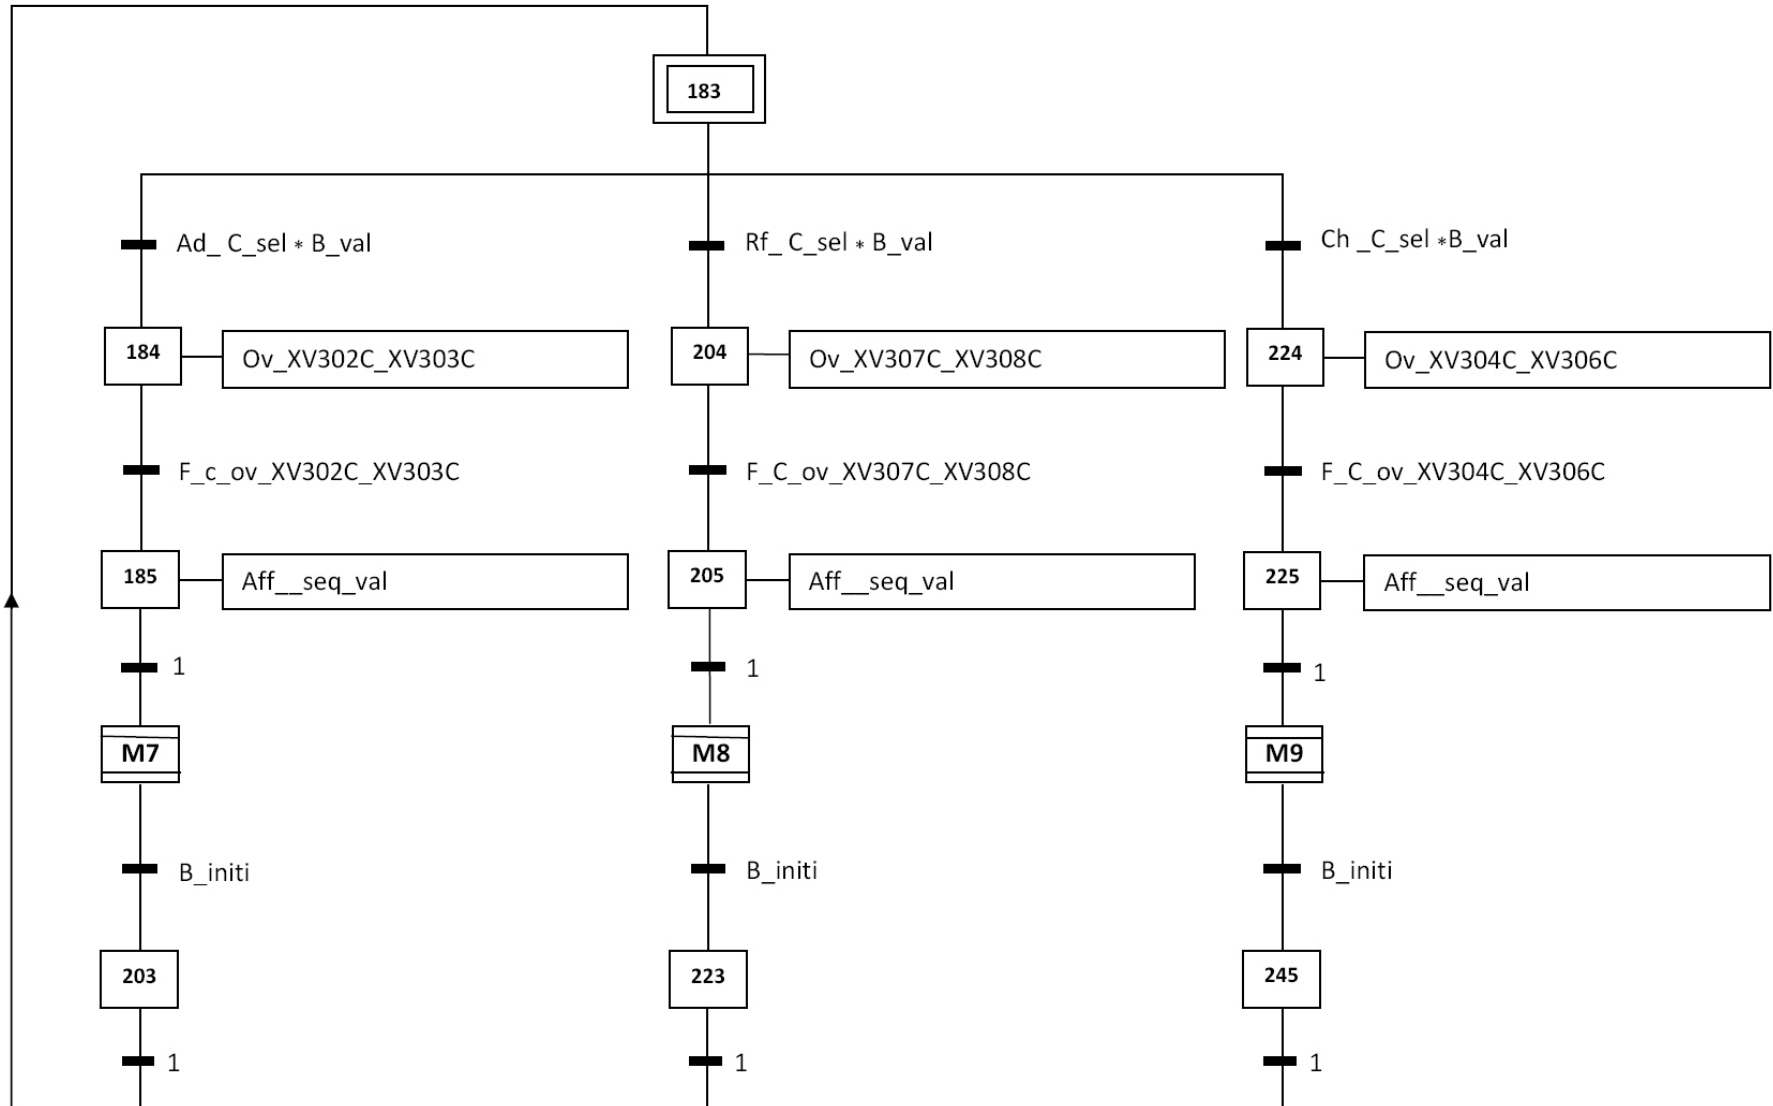 183
Ad_ C_sel * B_val
Rf_ C_sel * B_val
Ch _C_sel *B_val
184
Ov_XV302C_XV303C
204
Ov_XV307C_XV308C
224
Ov_XV304C_XV306C
F_c_ov_XV302C_XV303C
F_C_ov_XV307C_XV308C
F_C_ov_XV304C_XV306C
185
Aff__seq_val
205
Aff__seq_val
225
Aff__seq_val
1
1
1
M7
M8
M9
B_initi
B_initi
B_initi
203
223
245
1
1
1